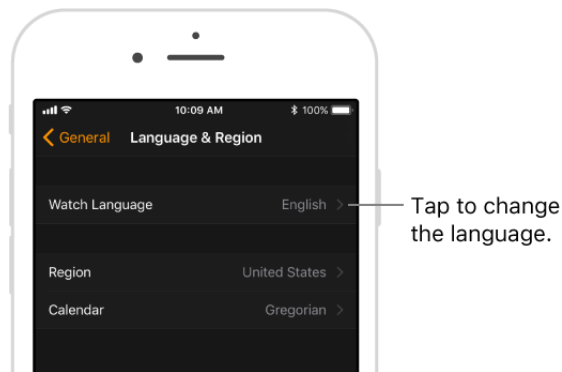 10:09 AM 100%
General Language & Region
Watch Language English
Tap to change
the language.
Region United States
Calendar Gregorian